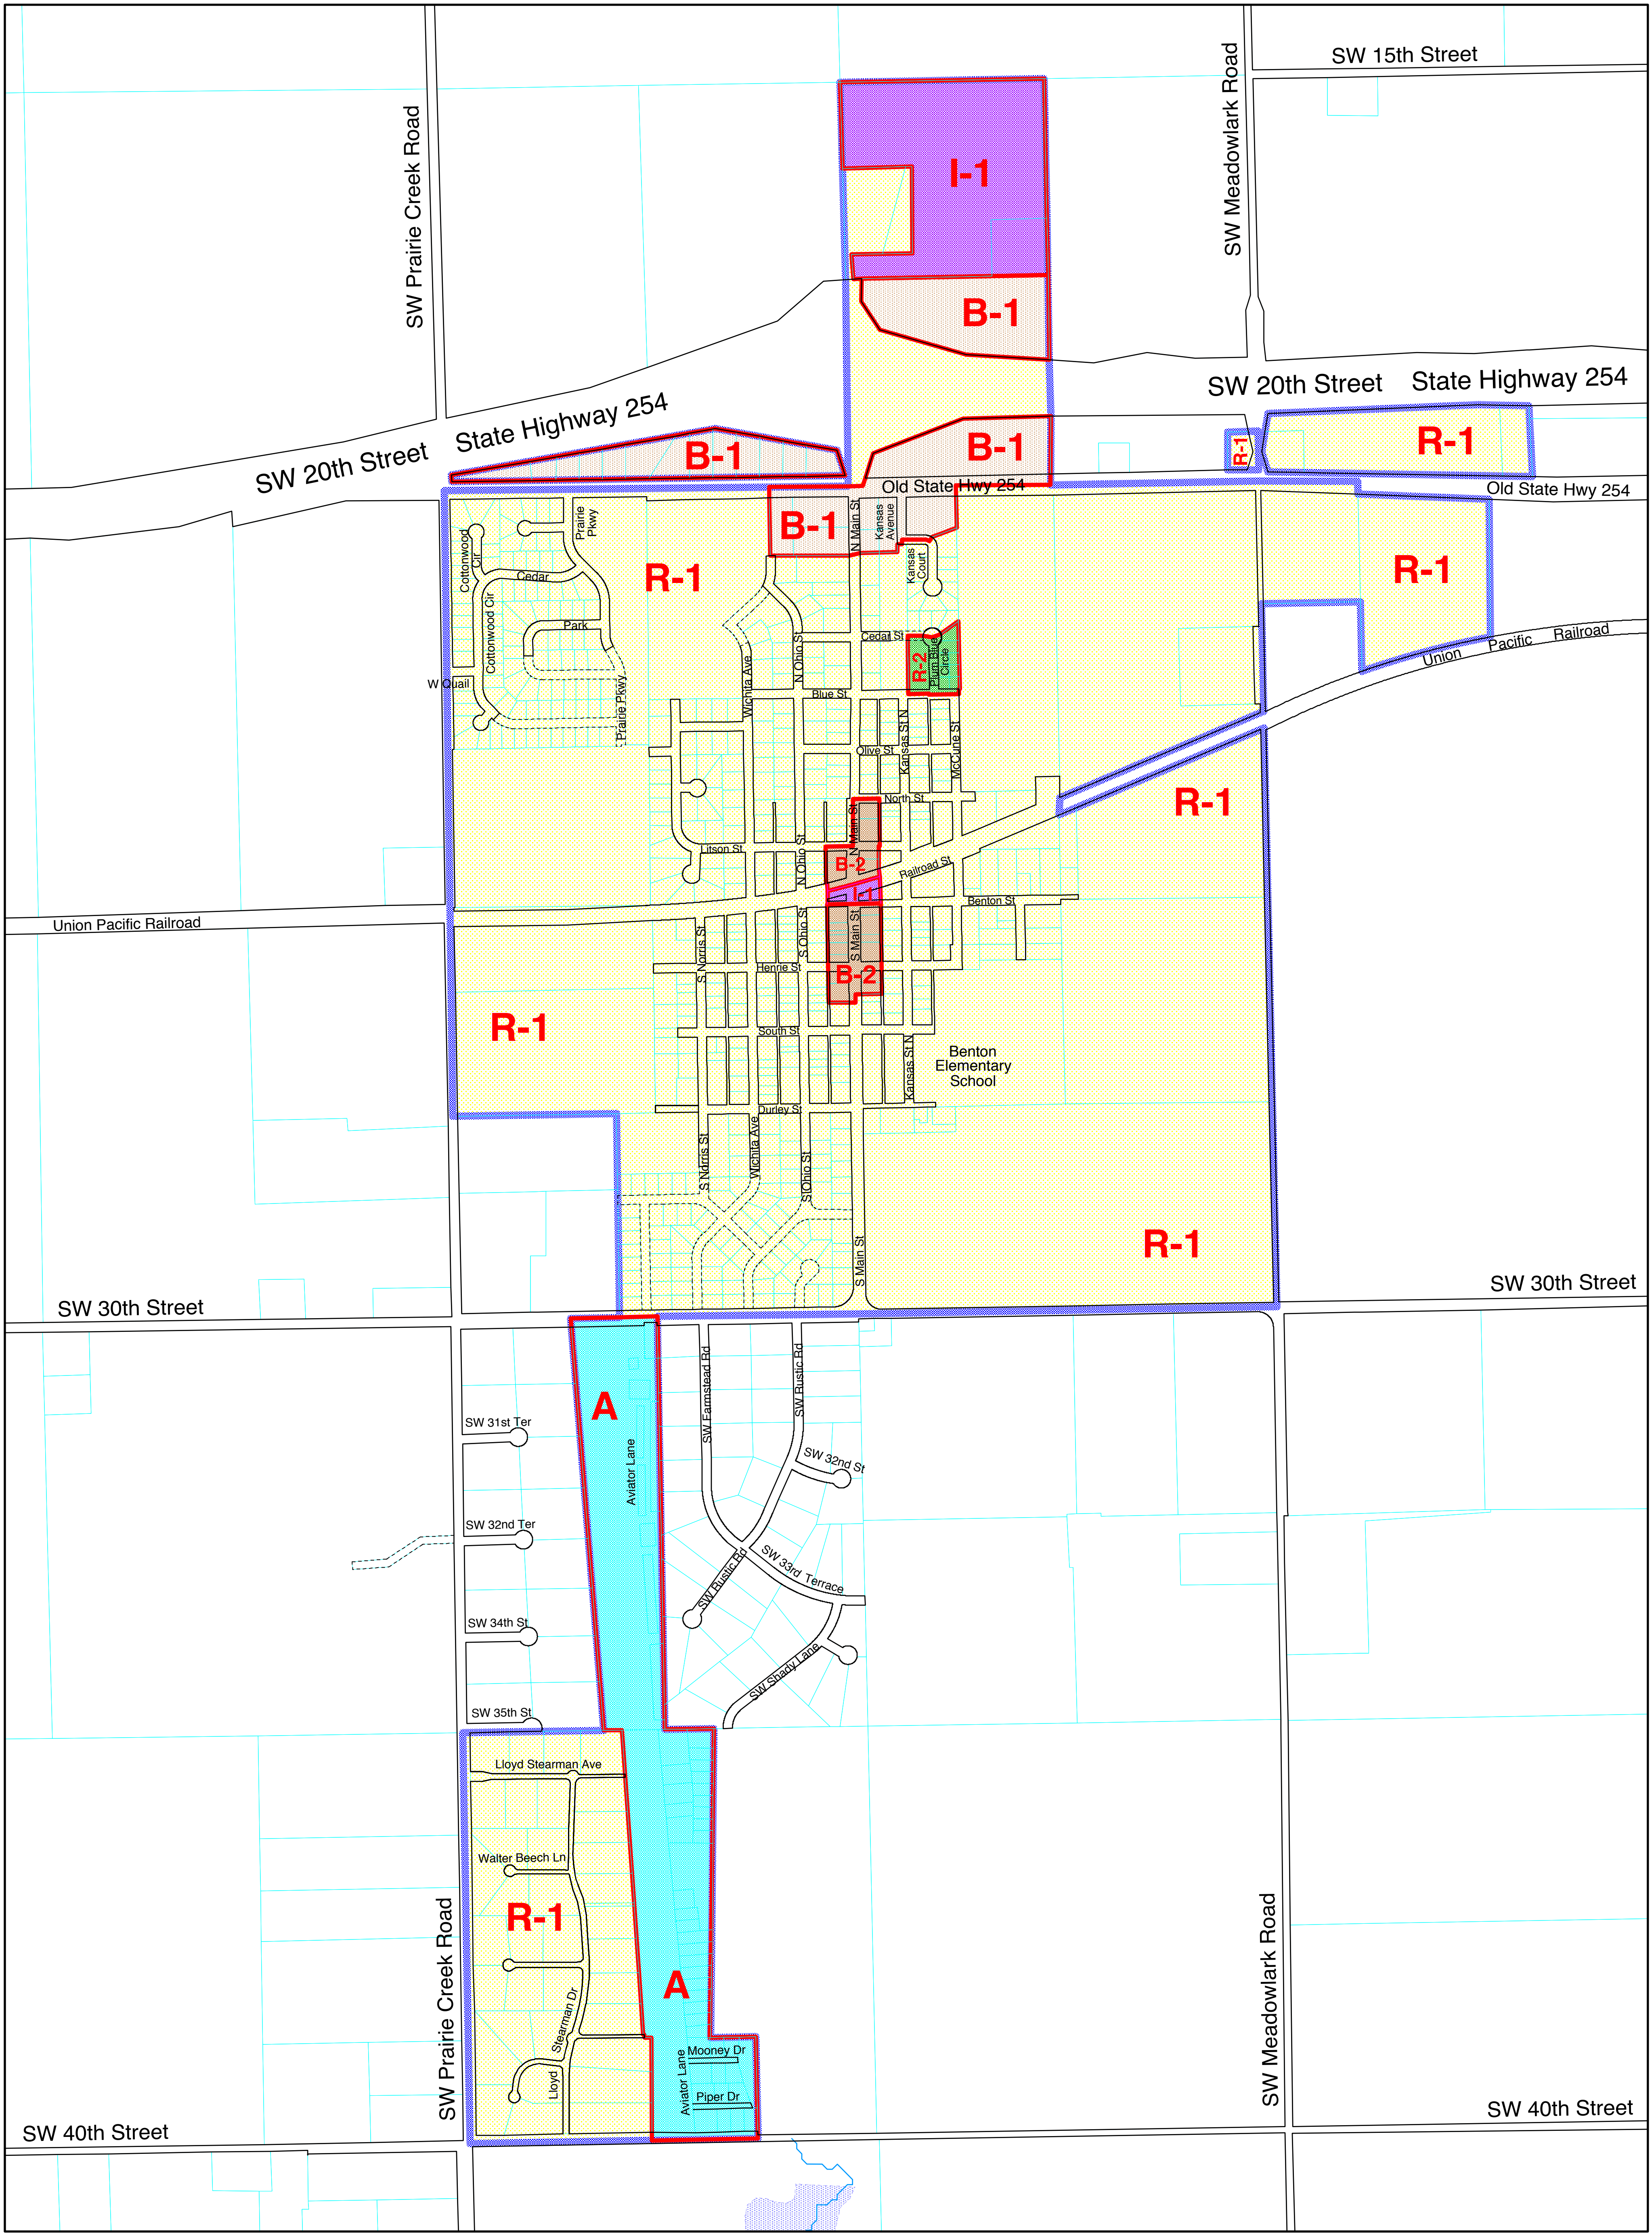 SW 15th Street
SW Prairie Creek Road
SW Meadowlark Road
I-1
B-1
SW 20th Street
State Highway 254
SW 20th Street
State Highway 254
B-1
B-1
R-1
R-1
Old State Hwy 254
Old State Hwy 254
B-1
N Main St
Kansas
Avenue
Prairie
Pkwy
Cottonwood
Cir
Cedar
R-1
Kansas
Court
R-1
Cottonwood Cir
Park
Cedar St
N Ohio St
R-2
Plum Blue
Circle
Union Pacific Railroad
W Quail
Prairie Pkwy
Wichita Ave
Blue St
Kansas St N
McCune St
Olive St
North St
R-1
N Main St
Litson St
N Ohio St
B-2
Railroad St
I-1
Benton St
Union Pacific Railroad
S Norris St
S Ohio St
S Main St
Henrie St
B-2
R-1
South St
Kansas St N
Benton
Elementary
School
Durley St
S Norris St
Wichita Ave
S Ohio St
S Main St
R-1
SW 30th Street
SW 30th Street
A
Aviator Lane
SW Farmstead Rd
SW Rustic Rd
SW 31st Ter
SW 32nd St
SW 32nd Ter
SW 33rd Terrace
SW Rustic Rd
SW 34th St
SW Shady Lane
SW 35th St
Lloyd Stearman Ave
Walter Beech Ln
R-1
A
SW Prairie Creek Road
SW Meadowlark Road
Stearman Dr
Lloyd
Aviator Lane
Mooney Dr
Piper Dr
SW 40th Street
SW 40th Street